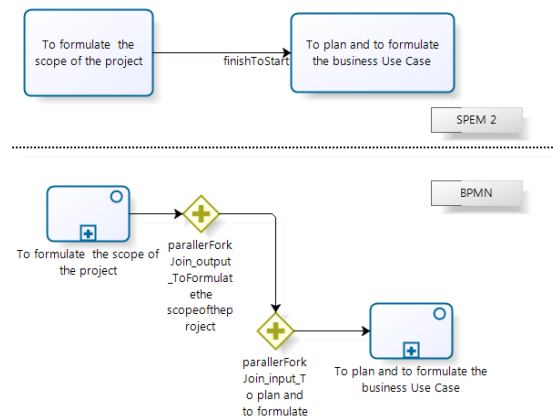 To formulate  the
scope of the project
finishToStart
To plan and to formulate
the business Use Case
SPEM 2
BPMN
To formulate  the scope of
the project
parallerFork
Join_output
_ToFormulat
ethe
scopeofthep
roject
parallerFork
Join_input_T
o plan and
to formulate
To plan and to formulate the
business Use Case